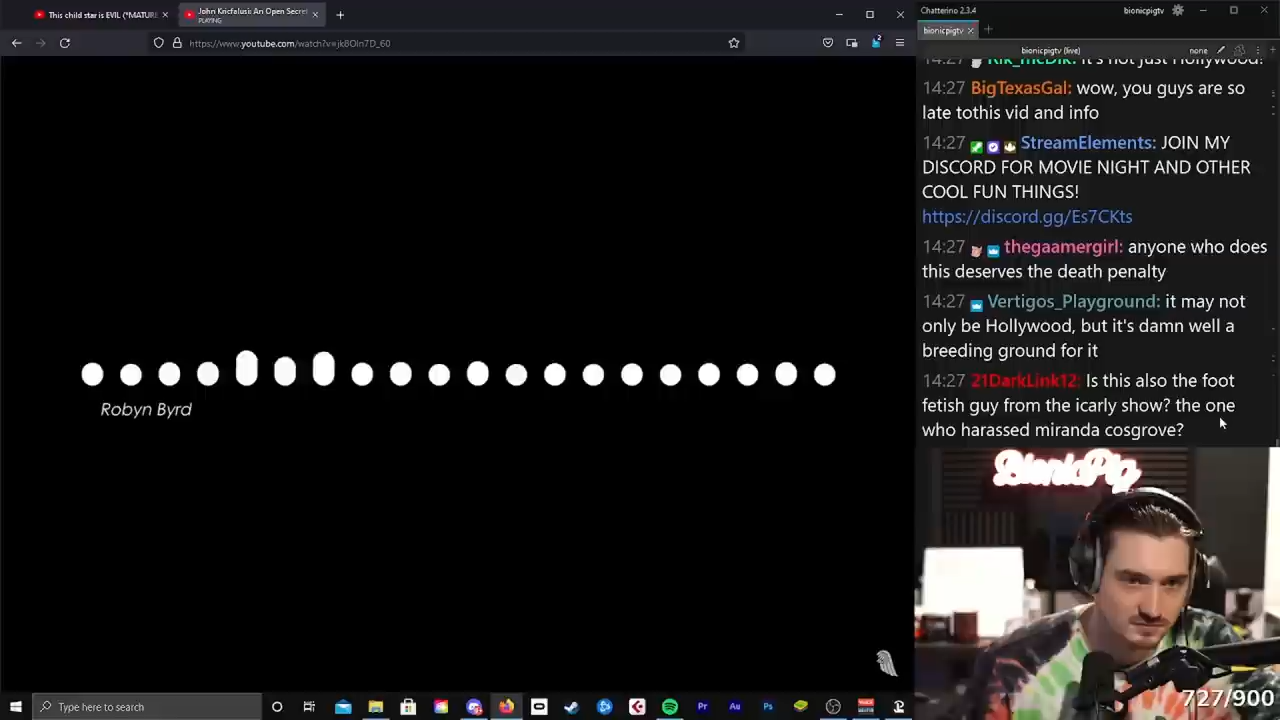 This child star is EVIL (*MATURE
John Kricfalusi: An Open Secret
PLAYING
https://www.youtube.com/watch?v=jk8OIn7D_60
2
Robyn Byrd
Type here to search
Chatterino 2.3.4
bionicpigtv
bionicpigtv
bionicpigtv (live)
none
14:27 Rik_mcDik: it's not just Hollywood!
14:27 BigTexasGal: wow, you guys are so
late tothis vid and info
14:27 StreamElements: JOIN MY
DISCORD FOR MOVIE NIGHT AND OTHER
COOL FUN THINGS!
https://discord.gg/Es7CKts
14:27 thegaamergirl: anyone who does
this deserves the death penalty
14:27 Vertigos_Playground: it may not
only be Hollywood, but it's damn well a
breeding ground for it
14:27 21DarkLink12: Is this also the foot
fetish guy from the icarly show? the one
who harassed miranda cosgrove?
BionicPig
727/900
Pr
Au
Ps